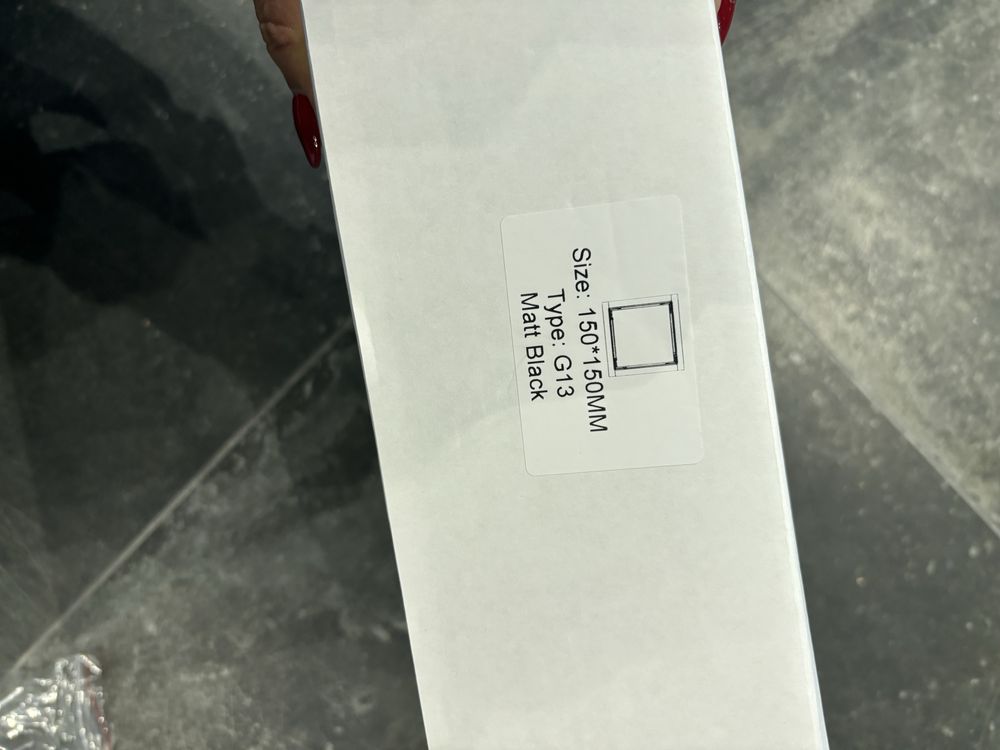 Size: 150*150MM
Type: G13
Matt Black